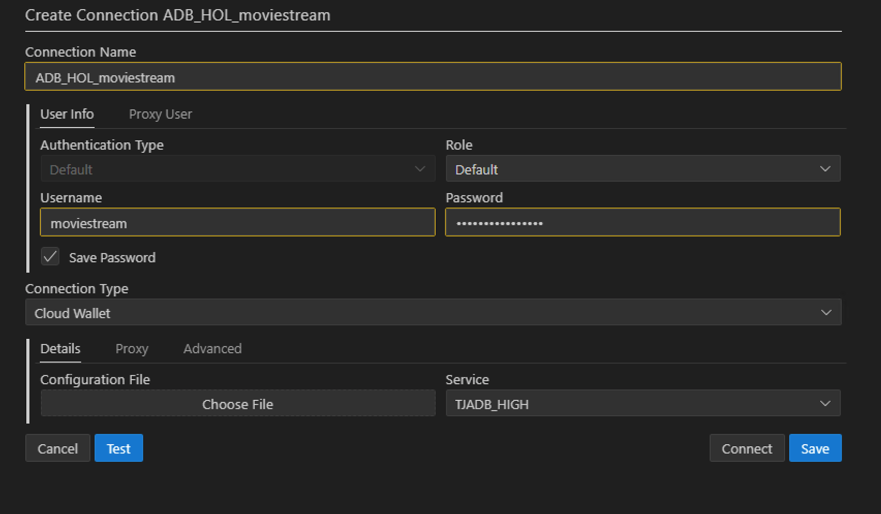 Create Connection ADB_HOL_moviestream
Connection Name
ADB_HOL_moviestream
User Info Proxy User
Authentication Type Role
Default Default
Username Password
moviestream ••••••••••••••••
Save Password
Connection Type
Cloud Wallet
Details Proxy Advanced
Configuration File Service
Choose File TJADB_HIGH
Cancel Test Connect Save